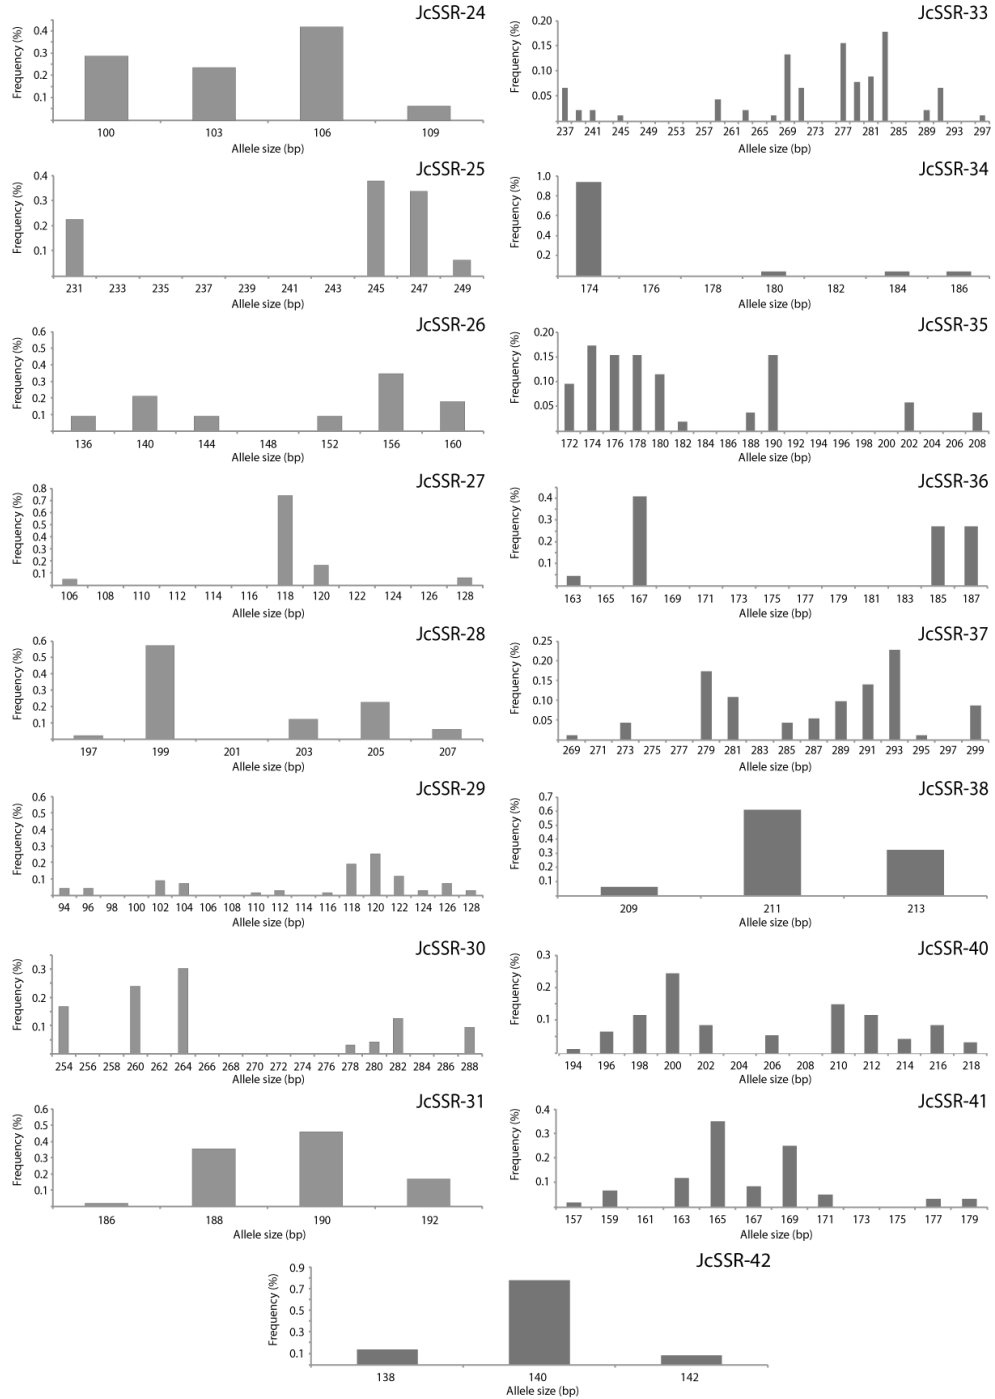 JcSSR-24
Frequency (%)
0.4
0.3
0.2
0.1
100 103 106 109
Allele size (bp)
JcSSR-33
Frequency (%)
0.20
0.15
0.10
0.05
237 241 245 249 253 257 261 265 269 273 277 281 285 289 293 297
Allele size (bp)
JcSSR-25
Frequency (%)
0.4
0.3
0.2
0.1
231 233 235 237 239 241 243 245 247 249
Allele size (bp)
JcSSR-34
Frequency (%)
1.0
0.8
0.6
0.4
0.2
174 176 178 180 182 184 186
Allele size (bp)
JcSSR-26
Frequency (%)
0.6
0.5
0.4
0.3
0.2
0.1
136 140 144 148 152 156 160
Allele size (bp)
JcSSR-35
Frequency (%)
0.20
0.15
0.10
0.05
172 174 176 178 180 182 184 186 188 190 192 194 196 198 200 202 204 206 208
Allele size (bp)
JcSSR-27
Frequency (%)
0.8
0.7
0.6
0.5
0.4
0.3
0.2
0.1
106 108 110 112 114 116 118 120 122 124 126 128
Allele size (bp)
JcSSR-36
Frequency (%)
0.4
0.3
0.2
0.1
163 165 167 169 171 173 175 177 179 181 183 185 187
Allele size (bp)
JcSSR-28
Frequency (%)
0.6
0.5
0.4
0.3
0.2
0.1
197 199 201 203 205 207
Allele size (bp)
JcSSR-37
Frequency (%)
0.25
0.20
0.15
0.10
0.05
269 271 273 275 277 279 281 283 285 287 289 291 293 295 297 299
Allele size (bp)
JcSSR-29
Frequency (%)
0.6
0.5
0.4
0.3
0.2
0.1
94 96 98 100 102 104 106 108 110 112 114 116 118 120 122 124 126 128
Allele size (bp)
JcSSR-38
Frequency (%)
0.7
0.6
0.5
0.4
0.3
0.2
0.1
209 211 213
Allele size (bp)
JcSSR-30
Frequency (%)
0.3
0.2
0.1
254 256 258 260 262 264 266 268 270 272 274 276 278 280 282 284 286 288
Allele size (bp)
JcSSR-40
Frequency (%)
0.3
0.2
0.1
194 196 198 200 202 204 206 208 210 212 214 216 218
Allele size (bp)
JcSSR-31
Frequency (%)
0.6
0.5
0.4
0.3
0.2
0.1
186 188 190 192
Allele size (bp)
JcSSR-41
Frequency (%)
0.4
0.3
0.2
0.1
157 159 161 163 165 167 169 171 173 175 177 179
Allele size (bp)
JcSSR-42
Frequency (%)
0.9
0.7
0.5
0.3
0.1
138 140 142
Allele size (bp)